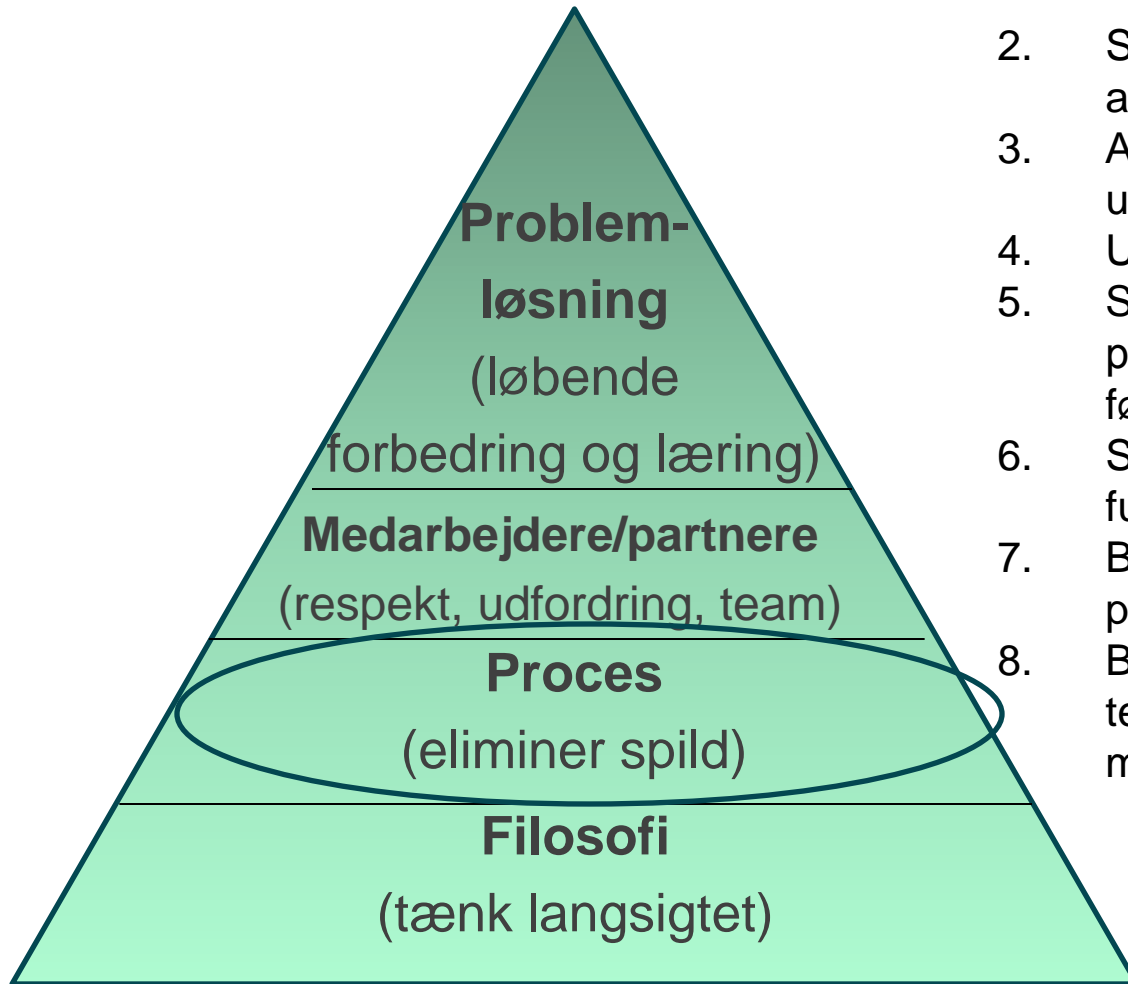 Problem-
løsning
(løbende
forbedring og læring)
Medarbejdere/partnere
(respekt, udfordring, team)
Proces
(eliminer spild)
Filosofi
(tænk langsigtet)
2.
3.
4.
5.
6.
7.
8.